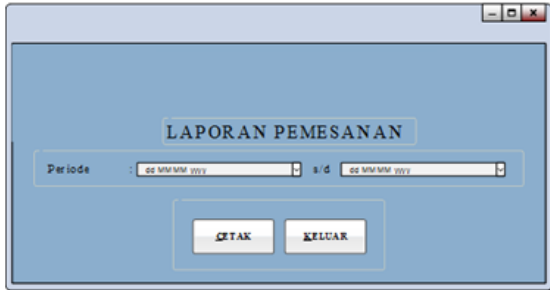 LAPORAN PEMESANAN
Periode : dd MMMM yyyy s/d dd MMMM yyyy
CETAK KELUAR